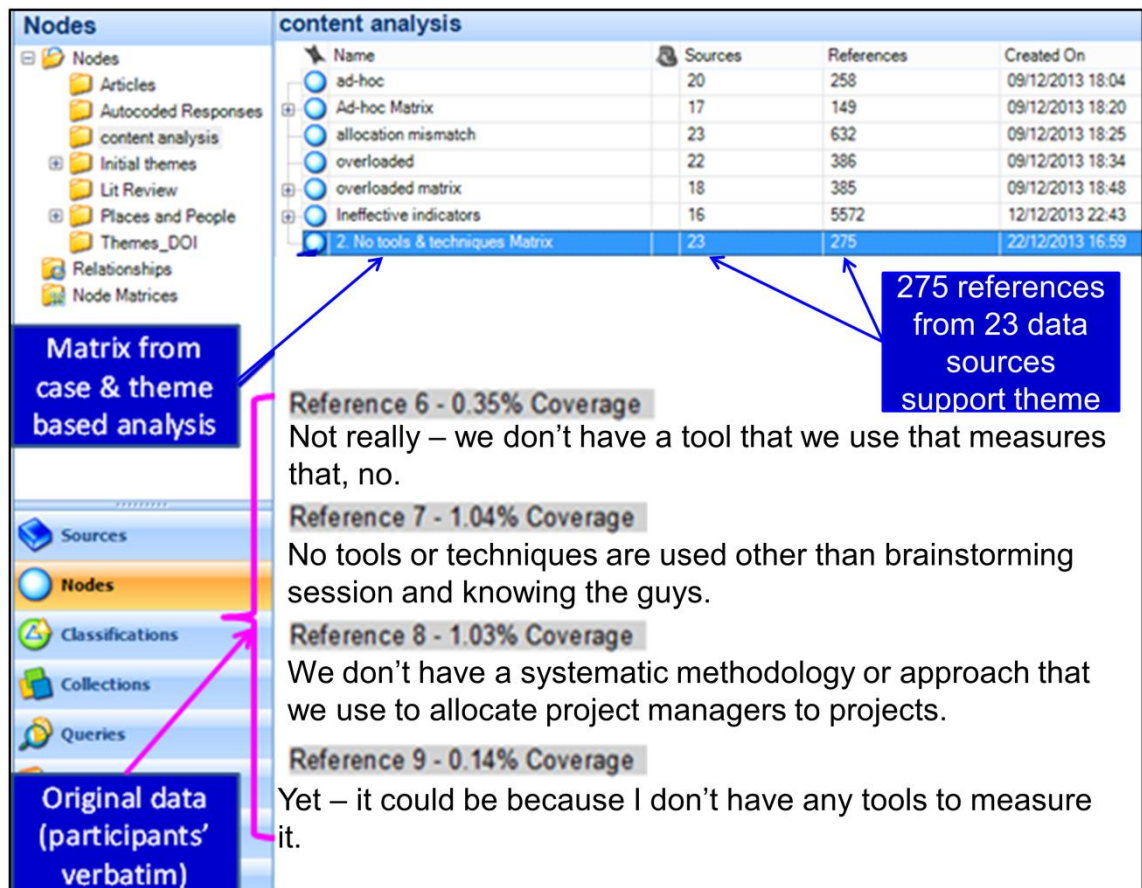 Nodes
Nodes
Articles
Autocoded Responses
content analysis
Initial themes
Lit Review
Places and People
Themes_DOI
Relationships
Node Matrices
content analysis
Name Sources References Created On
ad-hoc 20 258 09/12/2013 18:04
Ad-hoc Matrix 17 149 09/12/2013 18:20
allocation mismatch 23 632 09/12/2013 18:25
overloaded 22 386 09/12/2013 18:34
overloaded matrix 18 385 09/12/2013 18:48
Ineffective indicators 16 5572 12/12/2013 22:43
2. No tools & techniques Matrix 23 275 22/12/2013 16:59
275 references
from 23 data
sources
support theme
Matrix from
case & theme
based analysis
Reference 6 - 0.35% Coverage
Not really – we don’t have a tool that we use that measures
that, no.
Reference 7 - 1.04% Coverage
No tools or techniques are used other than brainstorming
session and knowing the guys.
Reference 8 - 1.03% Coverage
We don’t have a systematic methodology or approach that
we use to allocate project managers to projects.
Reference 9 - 0.14% Coverage
Yet – it could be because I don’t have any tools to measure
it.
Sources
Nodes
Classifications
Collections
Queries
Original data
(participants’
verbatim)